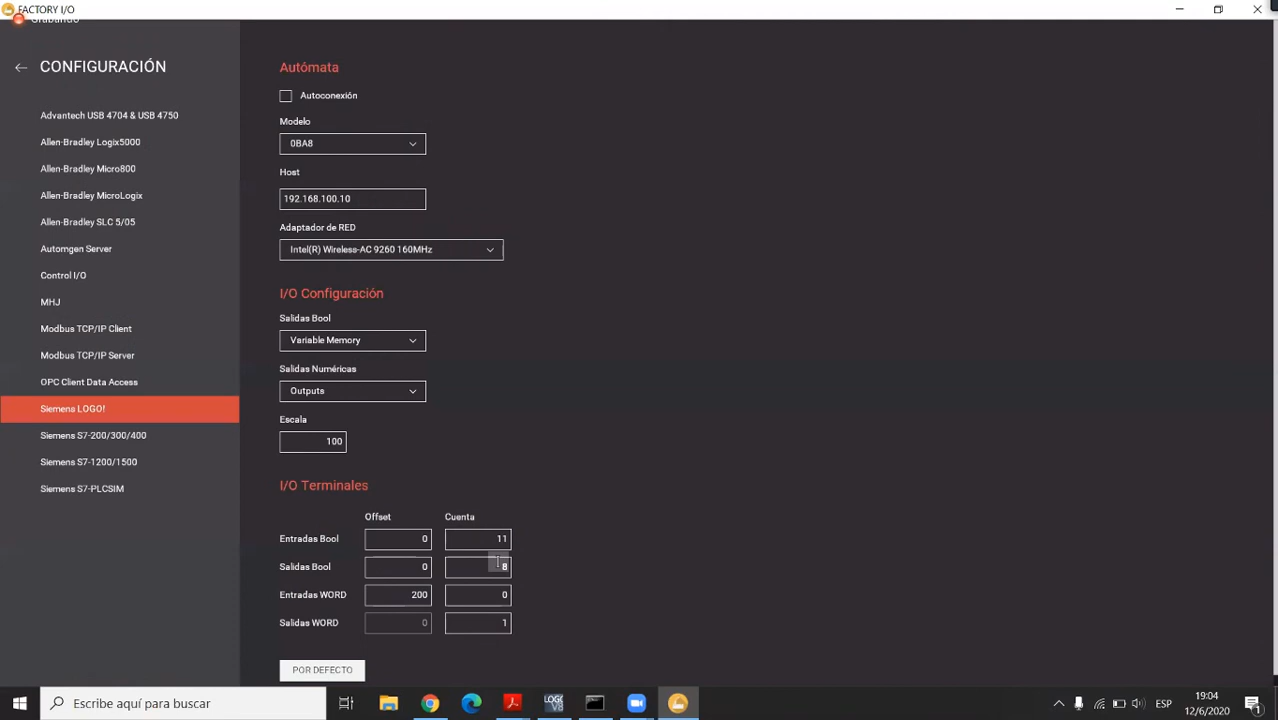 FACTORY I/O
Grabando
CONFIGURACIÓN
Advantech USB 4704 & USB 4750
Allen-Bradley Logix5000
Allen-Bradley Micro800
Allen-Bradley MicroLogix
Allen-Bradley SLC 5/05
Automgen Server
Control I/O
MHJ
Modbus TCP/IP Client
Modbus TCP/IP Server
OPC Client Data Access
Siemens LOGO!
Siemens S7-200/300/400
Siemens S7-1200/1500
Siemens S7-PLCSIM
Autómata
Autoconexión
Modelo
0BA8
Host
192.168.100.10
Adaptador de RED
Intel(R) Wireless-AC 9260 160MHz
I/O Configuración
Salidas Bool
Variable Memory
Salidas Numéricas
Outputs
Escala
100
I/O Terminales
Offset Cuenta
Entradas Bool 0 11
Salidas Bool 0 8
Entradas WORD 200 0
Salidas WORD 0 1
POR DEFECTO
Escribe aquí para buscar
ESP
19:04
12/6/2020
1